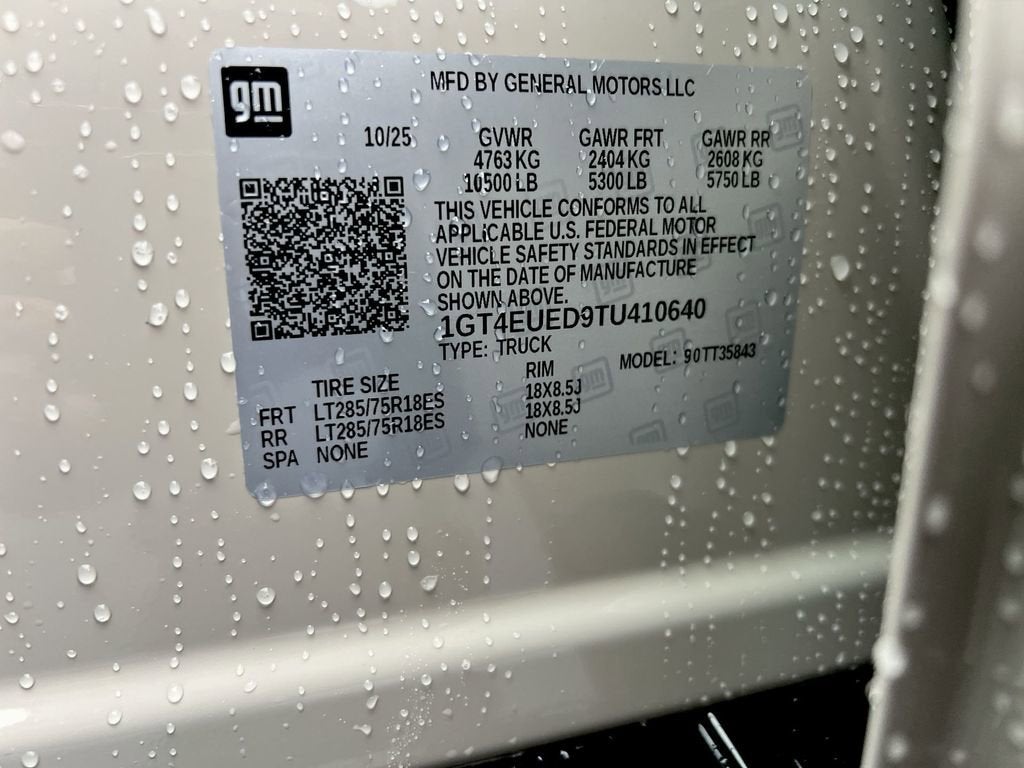 gm
MFD BY GENERAL MOTORS LLC
10/25 GVWR GAWR FRT GAWR RR
4763 KG 2404 KG 2608 KG
10500 LB 5300 LB 5750 LB
THIS VEHICLE CONFORMS TO ALL
APPLICABLE U.S. FEDERAL MOTOR
VEHICLE SAFETY STANDARDS IN EFFECT
ON THE DATE OF MANUFACTURE
SHOWN ABOVE.
1GT4EUED9TU410640
TYPE: TRUCK MODEL: 90TT35843
TIRE SIZE RIM
FRT LT285/75R18ES 18X8.5J
RR LT285/75R18ES 18X8.5J
SPA NONE NONE